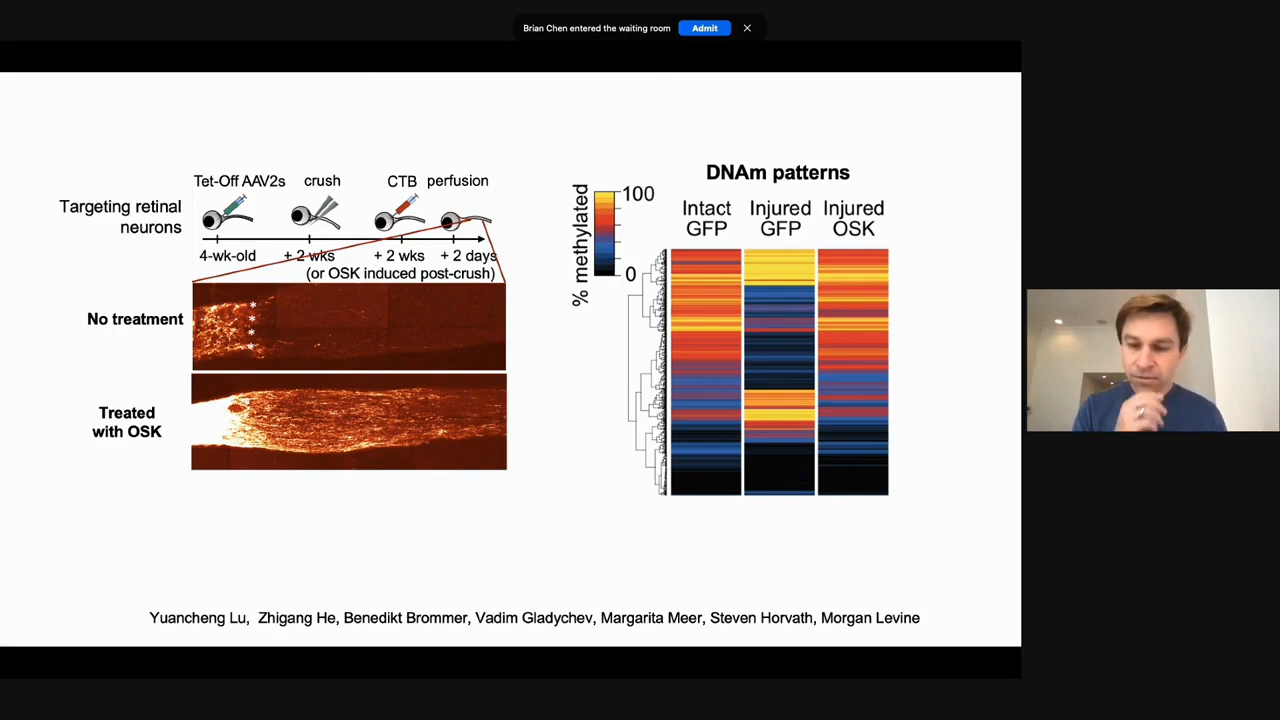 Brian Chen entered the waiting room Admit
Tet-Off AAV2s crush CTB perfusion
Targeting retinal
neurons
4-wk-old + 2 wks + 2 wks + 2 days
(or OSK induced post-crush)
No treatment
* * * *
Treated
with OSK
DNAm patterns
% methylated
100
0
Intact
GFP
Injured
GFP
Injured
OSK
Yuancheng Lu, Zhigang He, Benedikt Brommer, Vadim Gladychev, Margarita Meer, Steven Horvath, Morgan Levine